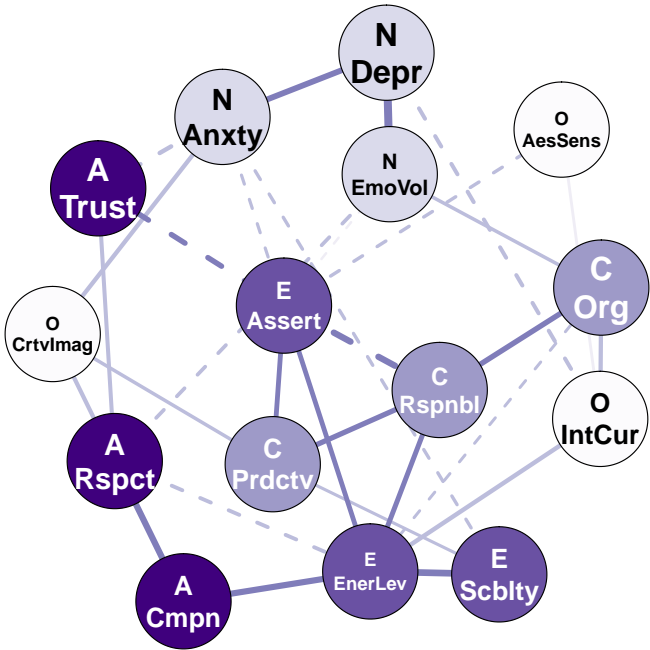 N
Depr
N
Anxty
O
AesSens
A
Trust
N
EmoVol
C
Org
E
Assert
O
CrtvImag
C
Rspnbl
O
IntCur
A
Rspct
C
Prdctv
E
EnerLev
E
Scblty
A
Cmpn